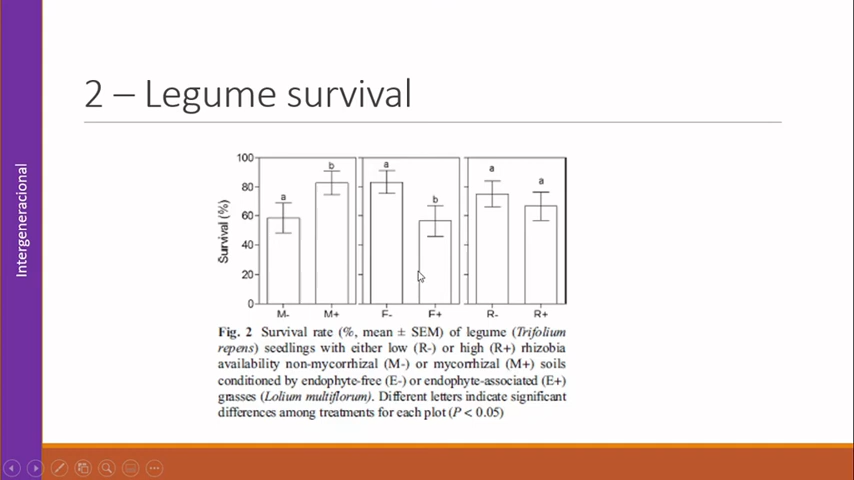 2 – Legume survival
Intergeneracional
Survival (%)
100
80
60
40
20
0
a
b
a
b
a
a
M-
M+
E-
E+
R-
R+
Fig. 2 Survival rate (%, mean ± SEM) of legume (Trifolium
repens) seedlings with either low (R-) or high (R+) rhizobia
availability non-mycorrhizal (M-) or mycorrhizal (M+) soils
conditioned by endophyte-free (E-) or endophyte-associated (E+)
grasses (Lolium multiflorum). Different letters indicate significant
differences among treatments for each plot (P < 0.05)